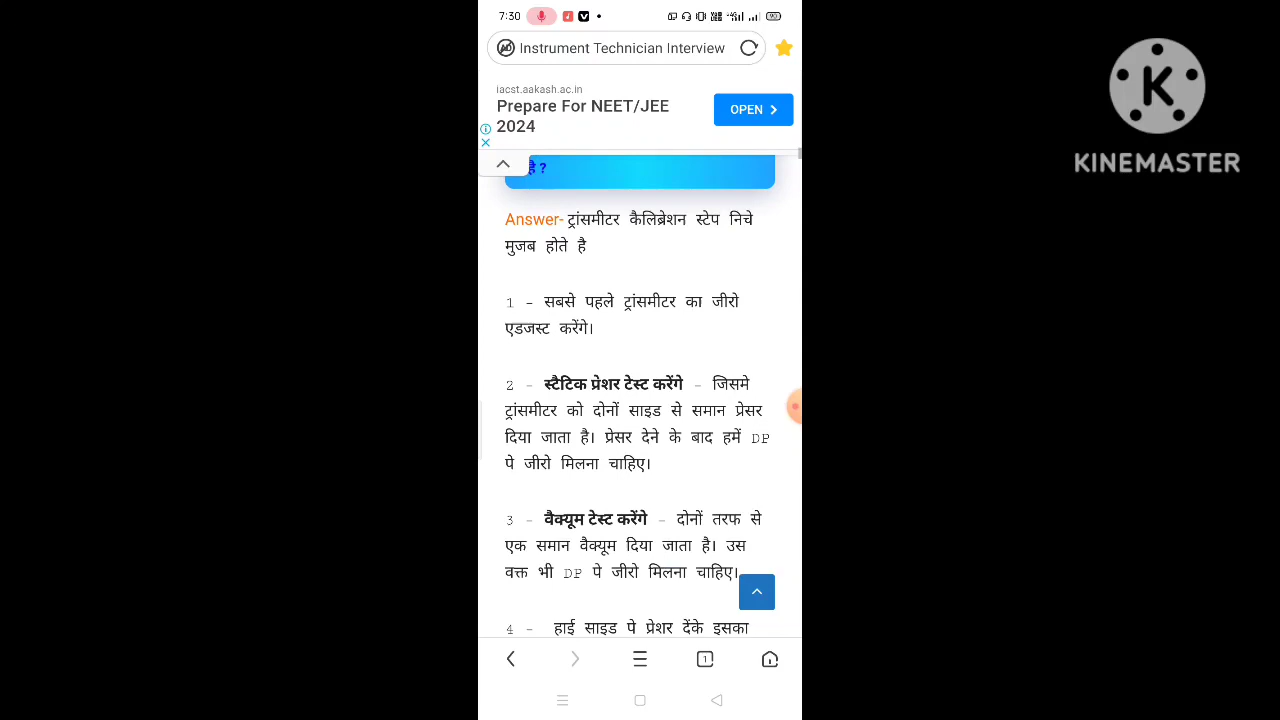 7:30
90
Instrument Technician Interview
iacst.aakash.ac.in
Prepare For NEET/JEE
2024
OPEN
है ?
Answer- ट्रांसमीटर कैलिब्रेशन स्टेप निचे
मुजब होते है
1 - सबसे पहले ट्रांसमीटर का जीरो
एडजस्ट करेंगे।
2 - स्टैटिक प्रेशर टेस्ट करेंगे - जिसमे
ट्रांसमीटर को दोनों साइड से समान प्रेसर
दिया जाता है। प्रेसर देने के बाद हमें DP
पे जीरो मिलना चाहिए।
3 - वैक्यूम टेस्ट करेंगे - दोनों तरफ से
एक समान वैक्यूम दिया जाता है। उस
वक्त भी DP पे जीरो मिलना चाहिए।
4 - हाई साइड पे प्रेशर देंके इसका
1
K
KINEMASTER